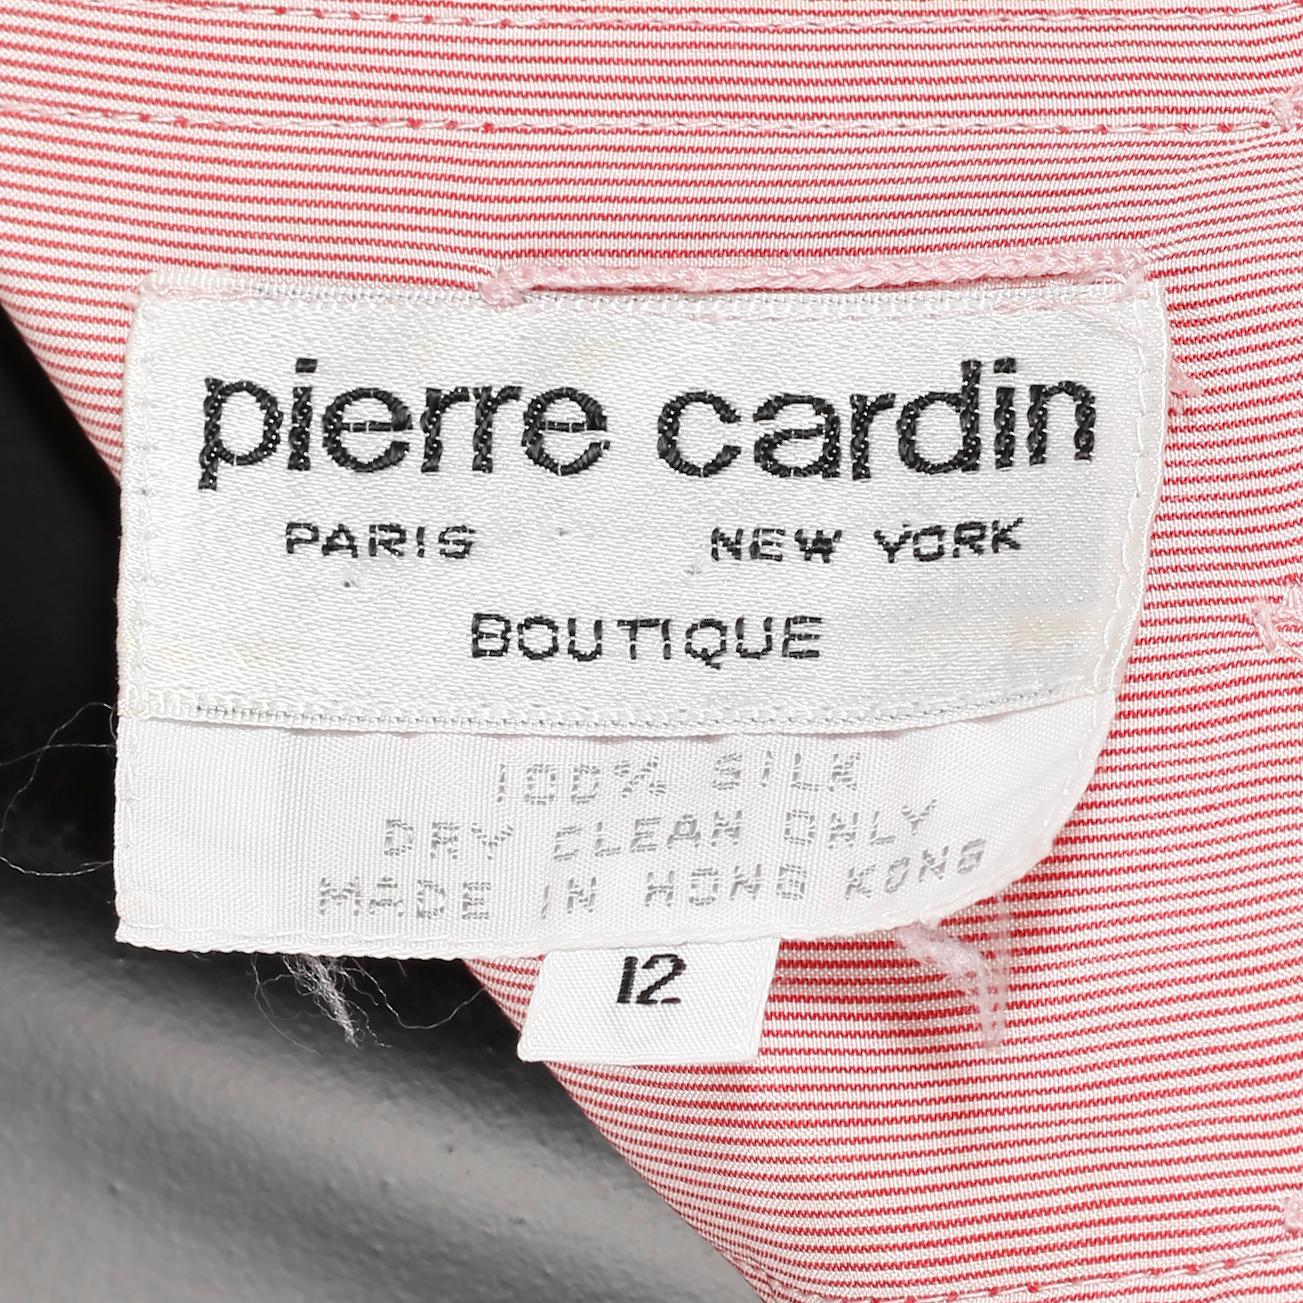 pierre cardin
PARIS NEW YORK
BOUTIQUE
100% SILK
DRY CLEAN ONLY
MADE IN HONG KONG
12